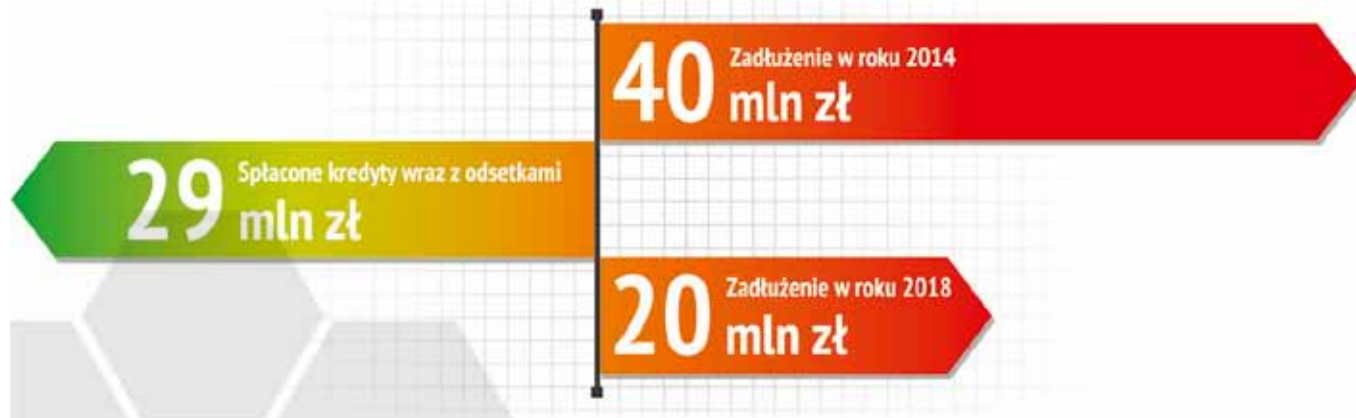 40 Zadłużenie w roku 2014
mln zł
29 Spłacone kredyty wraz z odsetkami
mln zł
20 Zadłużenie w roku 2018
mln zł